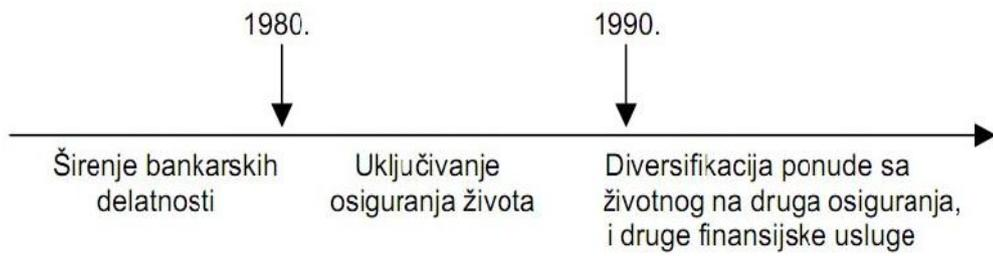 1980.
1990.
Širenje bankarskih
delatnosti
Uključivanje
osiguranja života
Diversifikacija ponude sa
životnog na druga osiguranja,
i druge finansijske usluge